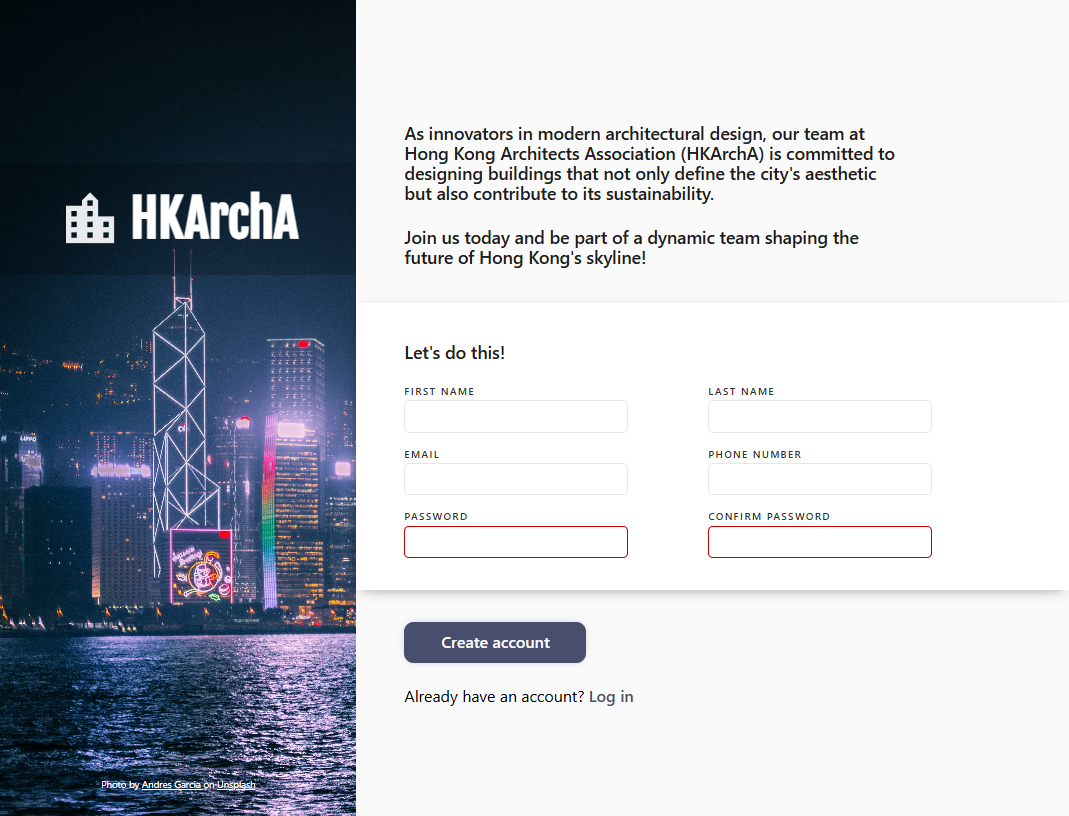 HKArchA
LIPPO
Photo by Andres Garcia on Unsplash
As innovators in modern architectural design, our team at
Hong Kong Architects Association (HKArchA) is committed to
designing buildings that not only define the city's aesthetic
but also contribute to its sustainability.
Join us today and be part of a dynamic team shaping the
future of Hong Kong's skyline!
Let's do this!
FIRST NAME
LAST NAME
EMAIL
PHONE NUMBER
PASSWORD
CONFIRM PASSWORD
Create account
Already have an account? Log in